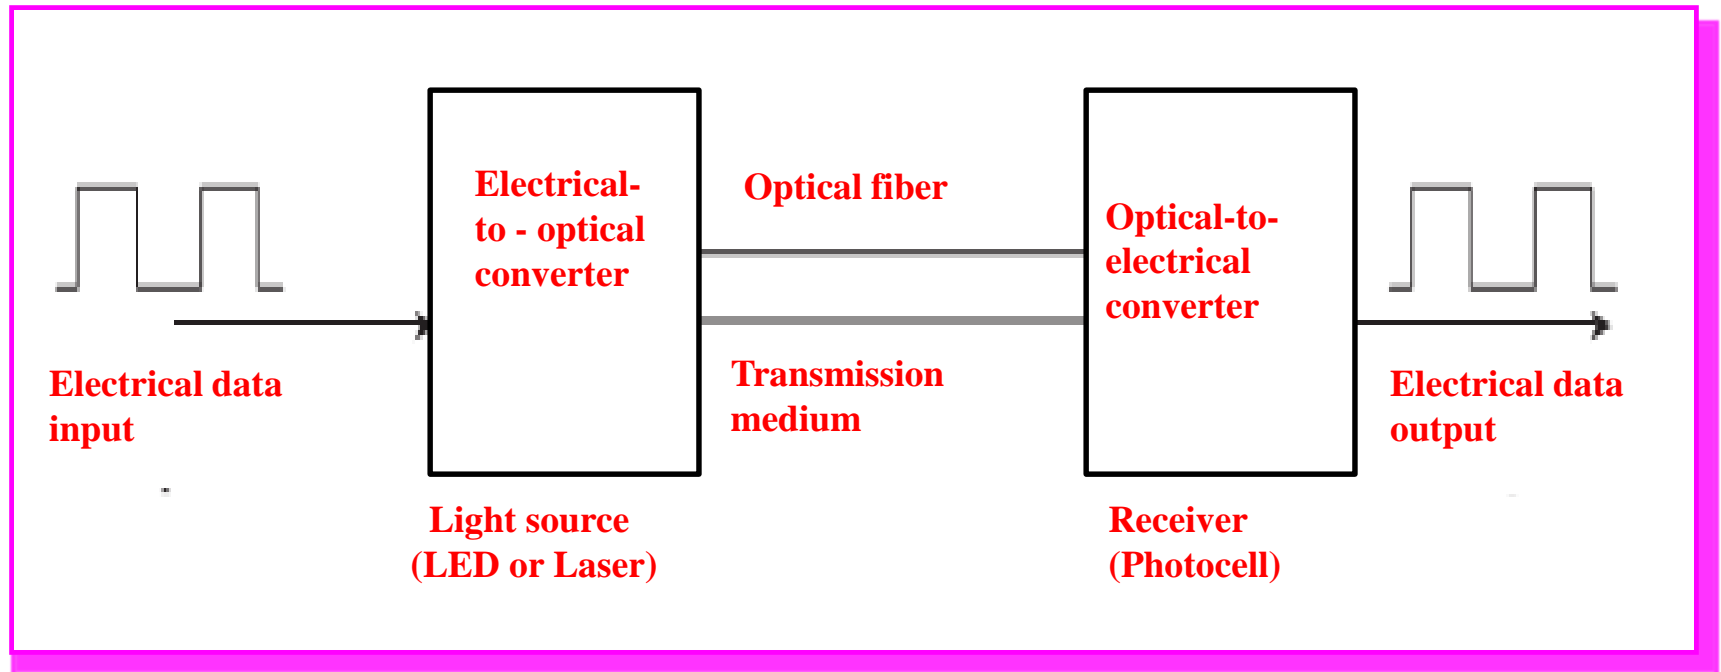 Electrical data
input
Electrical-
to - optical
converter
Light source
(LED or Laser)
Optical fiber
Transmission
medium
Optical-to-
electrical
converter
Receiver
(Photocell)
Electrical data
output